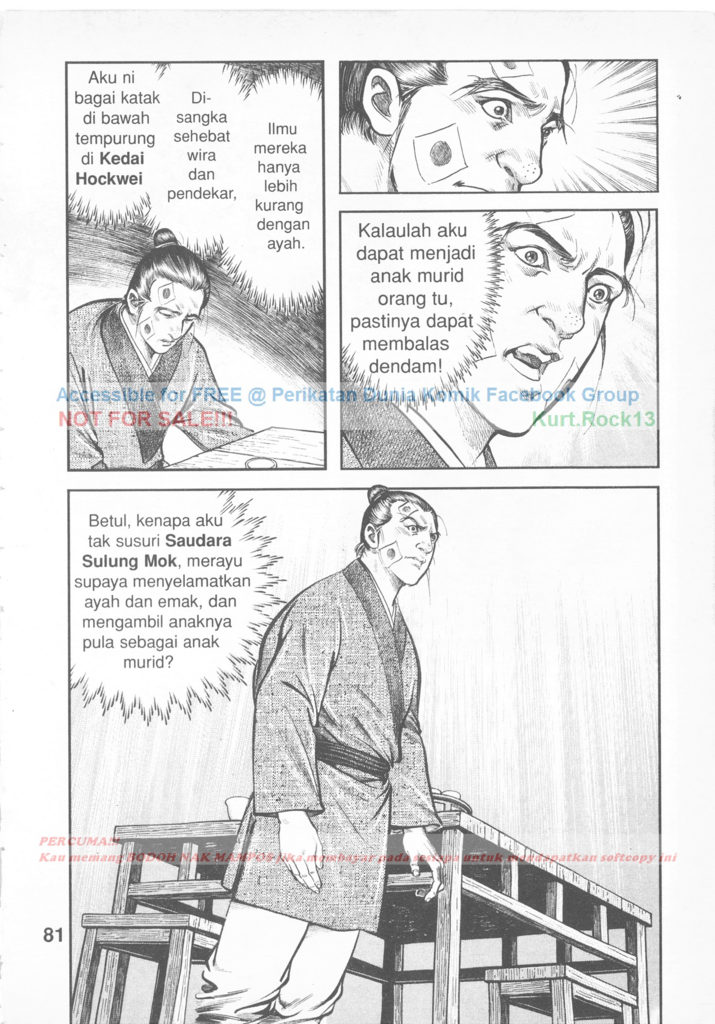 Aku ni
bagai katak
di bawah
tempurung
di Kedai
Hockwei
Di-
sangka
sehebat
wira
dan
pendekar,
Ilmu
mereka
hanya
lebih
kurang
dengan
ayah.
Kalaulah aku
dapat menjadi
anak murid
orang tu,
pastinya dapat
membalas
dendam!
Accessible for FREE @ Perikatan Dunia Komik Facebook Group
NOT FOR SALE!!!
Kurt.Rock13
Betul, kenapa aku
tak susuri Saudara
Sulung Mok, merayu
supaya menyelamatkan
ayah dan emak, dan
mengambil anaknya
pula sebagai anak
murid?
PERCUMA!!
Kau memang BODOH NAK MAMPOS jika membayar pada sesiapa untuk mandapatkan softcopy ini
81